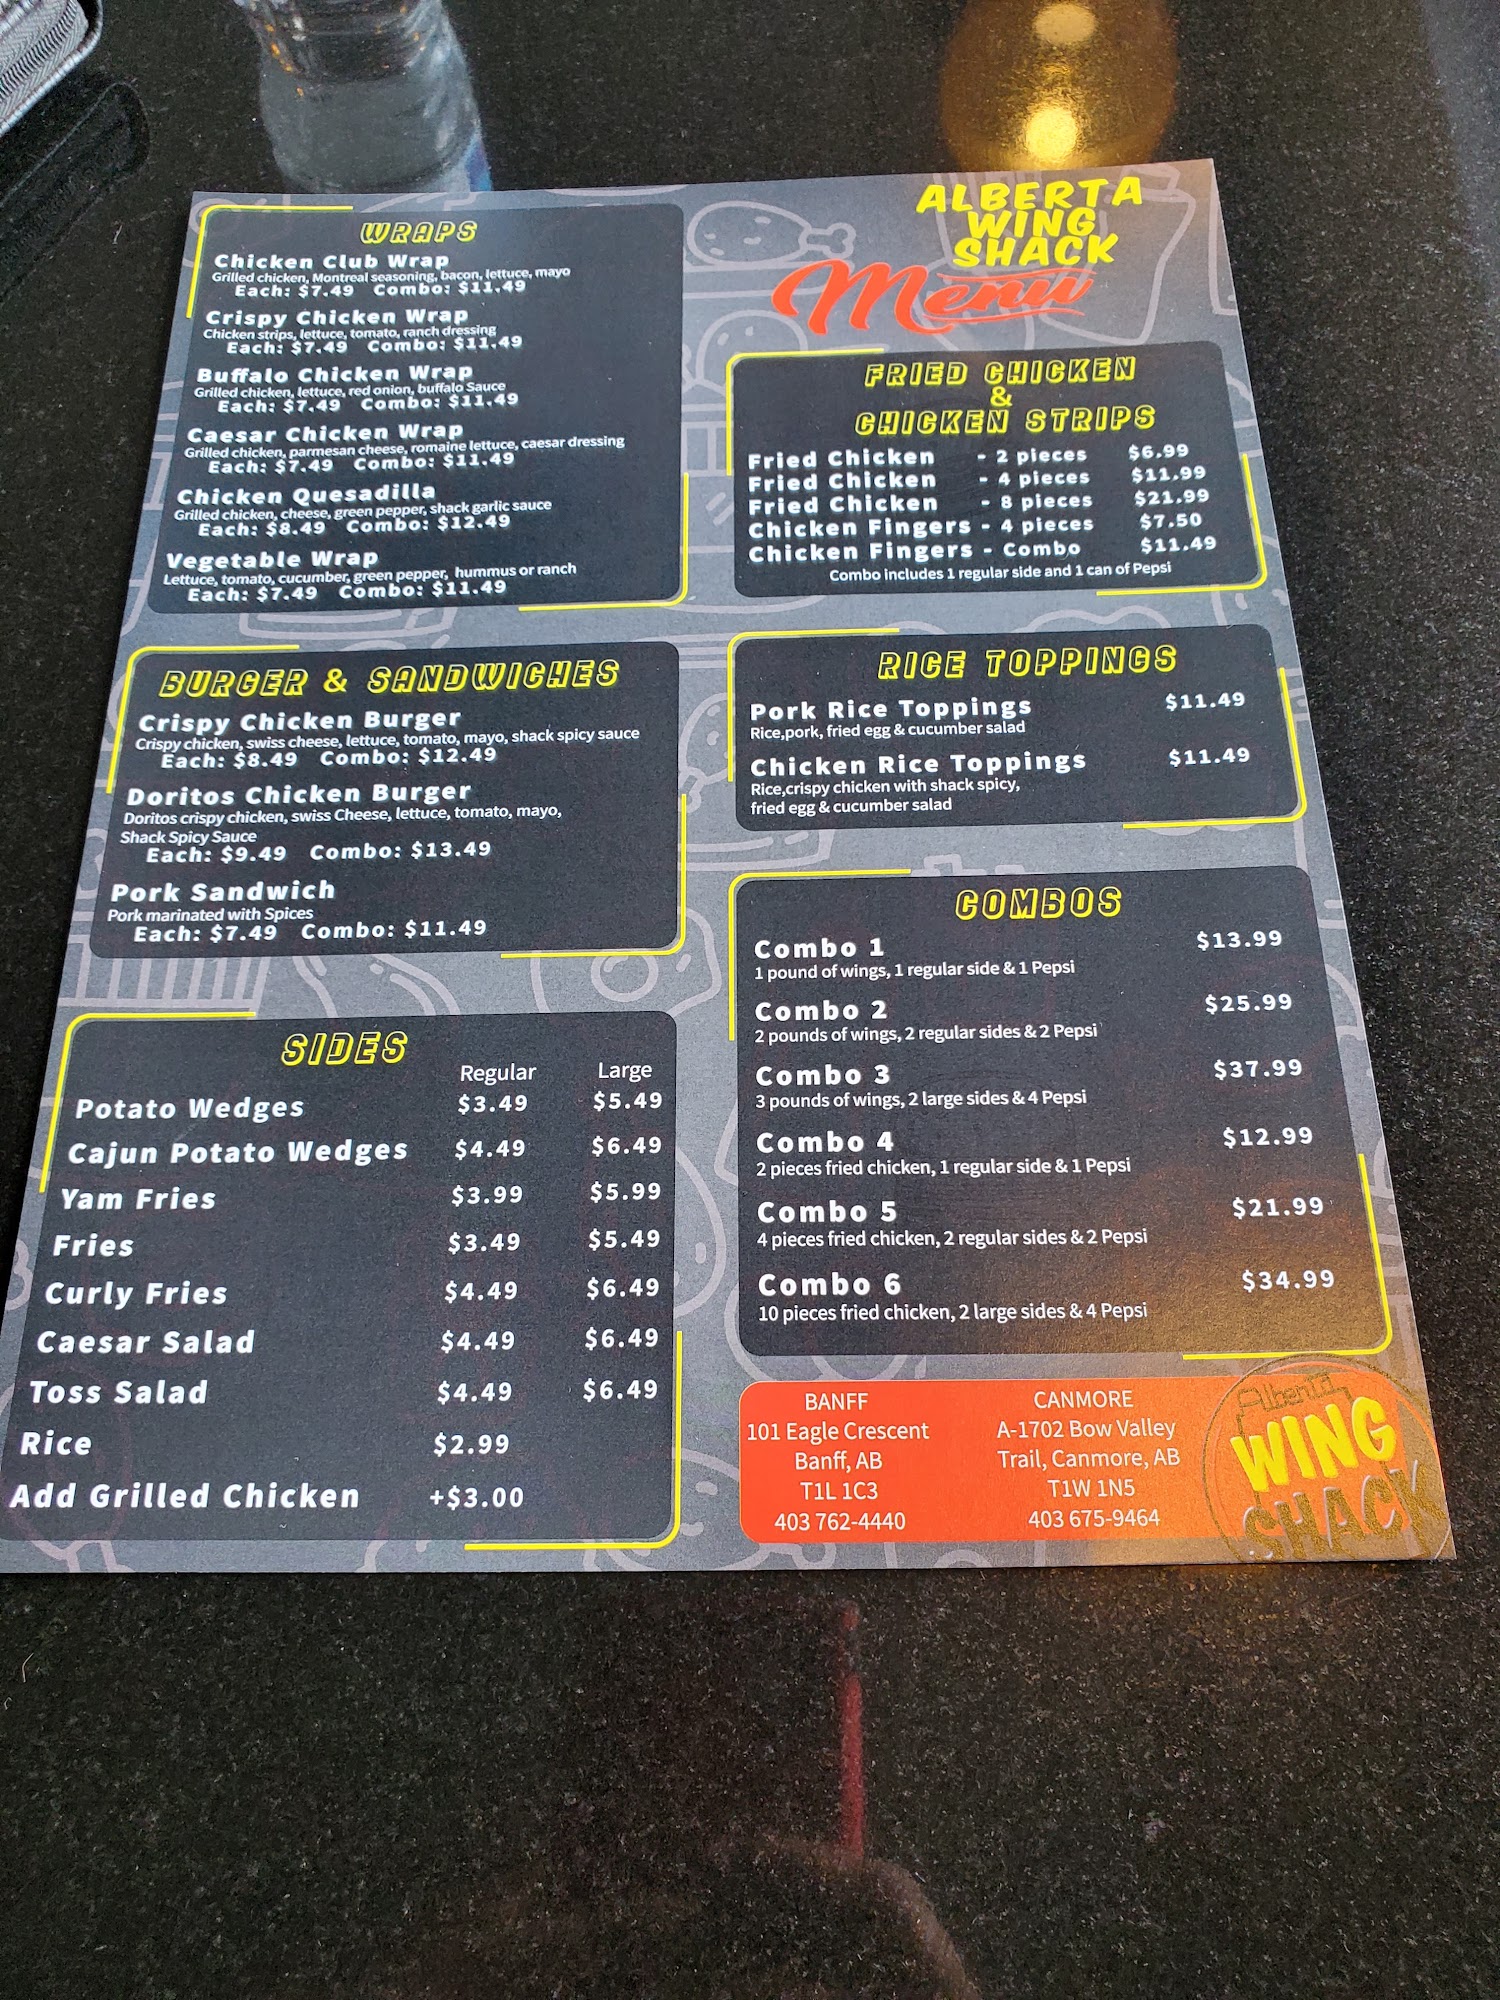 WRAPS
Chicken Club Wrap
Grilled chicken, Montreal seasoning, bacon, lettuce, mayo
Each: $7.49 Combo: $11.49
Crispy Chicken Wrap
Chicken strips, lettuce, tomato, ranch dressing
Each: $7.49 Combo: $11.49
Buffalo Chicken Wrap
Grilled chicken, lettuce, red onion, buffalo Sauce
Each: $7.49 Combo: $11.49
Caesar Chicken Wrap
Grilled chicken, parmesan cheese, romaine lettuce, caesar dressing
Each: $7.49 Combo: $11.49
Chicken Quesadilla
Grilled chicken, cheese, green pepper, shack garlic sauce
Each: $8.49 Combo: $12.49
Vegetable Wrap
Lettuce, tomato, cucumber, green pepper, hummus or ranch
Each: $7.49 Combo: $11.49
BURGER & SANDWICHES
Crispy Chicken Burger
Crispy chicken, swiss cheese, lettuce, tomato, mayo, shack spicy sauce
Each: $8.49 Combo: $12.49
Doritos Chicken Burger
Doritos crispy chicken, swiss Cheese, lettuce, tomato, mayo,
Shack Spicy Sauce
Each: $9.49 Combo: $13.49
Pork Sandwich
Pork marinated with Spices
Each: $7.49 Combo: $11.49
SIDES
Regular Large
Potato Wedges $3.49 $5.49
Cajun Potato Wedges $4.49 $6.49
Yam Fries $3.99 $5.99
Fries $3.49 $5.49
Curly Fries $4.49 $6.49
Caesar Salad $4.49 $6.49
Toss Salad $4.49 $6.49
Rice $2.99
Add Grilled Chicken +$3.00
ALBERTA
WING
SHACK
Menu
FRIED CHICKEN
&
CHICKEN STRIPS
Fried Chicken - 2 pieces $6.99
Fried Chicken - 4 pieces $11.99
Fried Chicken - 8 pieces $21.99
Chicken Fingers - 4 pieces $7.50
Chicken Fingers - Combo $11.49
Combo includes 1 regular side and 1 can of Pepsi
RICE TOPPINGS
Pork Rice Toppings $11.49
Rice,pork, fried egg & cucumber salad
Chicken Rice Toppings $11.49
Rice,crispy chicken with shack spicy,
fried egg & cucumber salad
COMBOS
Combo 1 $13.99
1 pound of wings, 1 regular side & 1 Pepsi
Combo 2 $25.99
2 pounds of wings, 2 regular sides & 2 Pepsi
Combo 3 $37.99
3 pounds of wings, 2 large sides & 4 Pepsi
Combo 4 $12.99
2 pieces fried chicken, 1 regular side & 1 Pepsi
Combo 5 $21.99
4 pieces fried chicken, 2 regular sides & 2 Pepsi
Combo 6 $34.99
10 pieces fried chicken, 2 large sides & 4 Pepsi
BANFF
101 Eagle Crescent
Banff, AB
T1L 1C3
403 762-4440
CANMORE
A-1702 Bow Valley
Trail, Canmore, AB
T1W 1N5
403 675-9464
Alberta
WING
SHACK